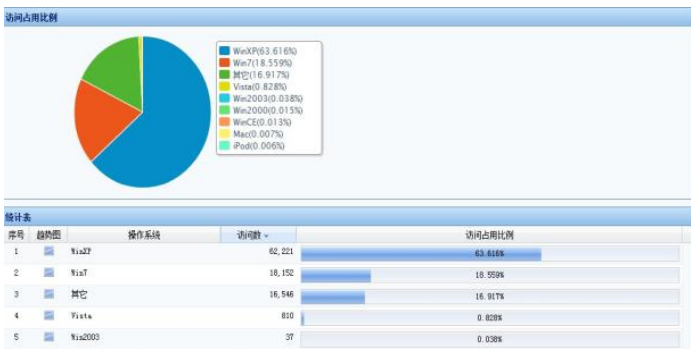 访问占用比例
WinXP(63.616%)
Win7(18.559%)
其它(16.917%)
Vista(0.828%)
Win2003(0.038%)
Win2000(0.015%)
WinCE(0.013%)
Mac(0.007%)
iPod(0.006%)
统计表
序号 趋势图 操作系统 访问数 访问占用比例
1 WinXP 62,221 63.616%
2 Win7 18,152 18.559%
3 其它 16,546 16.917%
4 Vista 810 0.828%
5 Win2003 37 0.038%